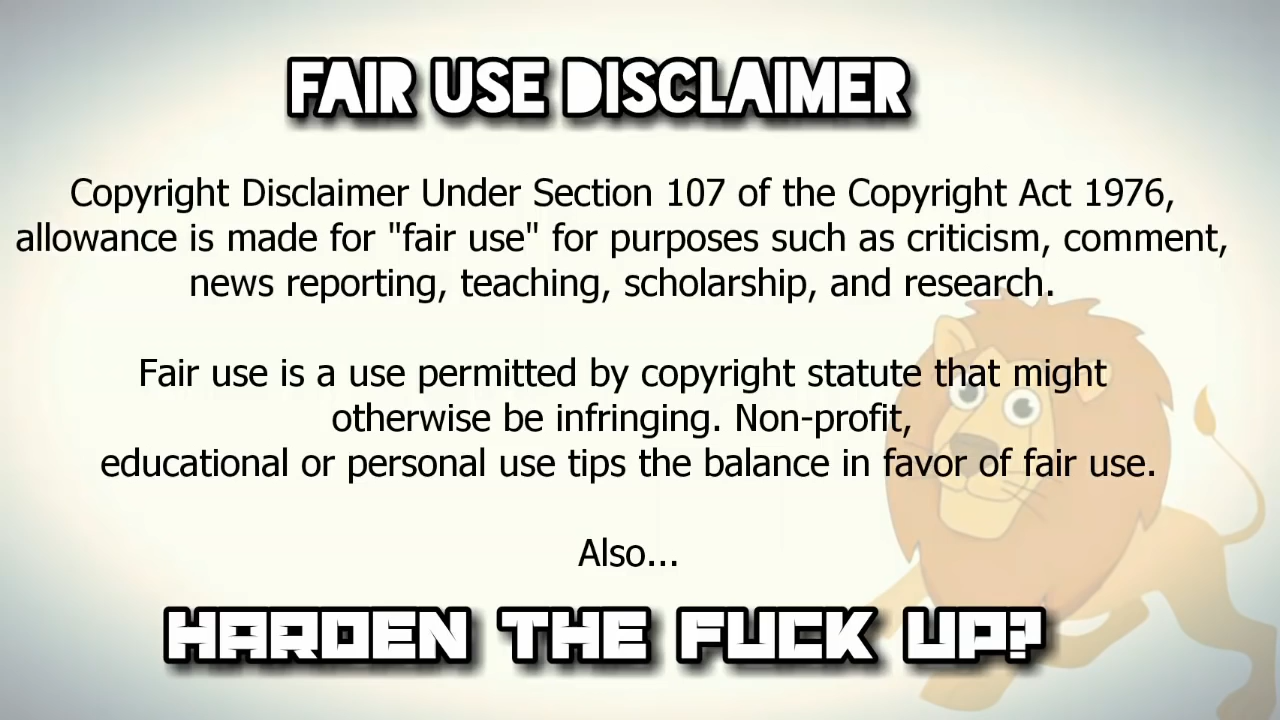 FAIR USE DISCLAIMER
Copyright Disclaimer Under Section 107 of the Copyright Act 1976,
allowance is made for "fair use" for purposes such as criticism, comment,
news reporting, teaching, scholarship, and research.
Fair use is a use permitted by copyright statute that might
otherwise be infringing. Non-profit,
educational or personal use tips the balance in favor of fair use.
Also...
HARDEN THE FUCK UP?